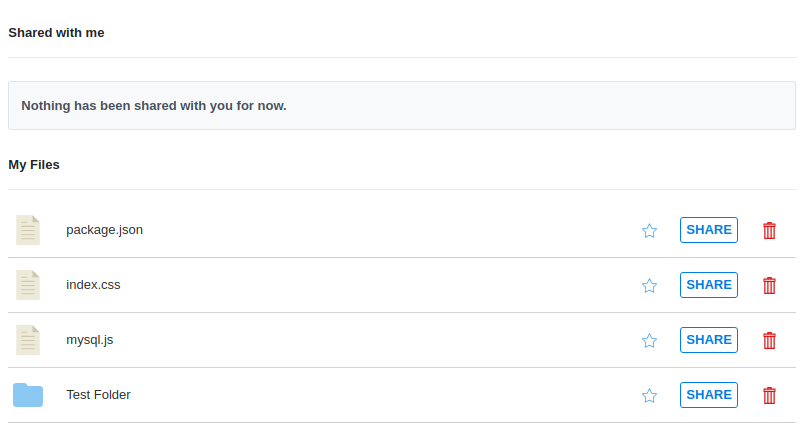 Shared with me
Nothing has been shared with you for now.
My Files
package.json SHARE
index.css SHARE
mysql.js SHARE
Test Folder SHARE